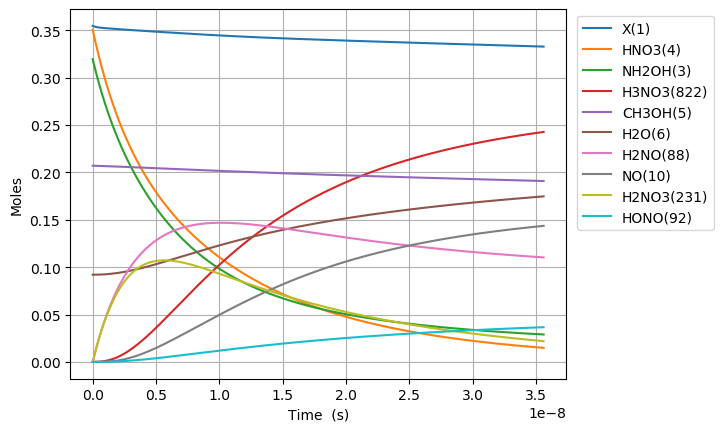 0.35
0.30
0.25
0.20
0.15
0.10
0.05
0.00
Moles
0.0 0.5 1.0 1.5 2.0 2.5 3.0 3.5
1e−8
Time (s)
X(1)
HNO3(4)
NH2OH(3)
H3NO3(822)
CH3OH(5)
H2O(6)
H2NO(88)
NO(10)
H2NO3(231)
HONO(92)